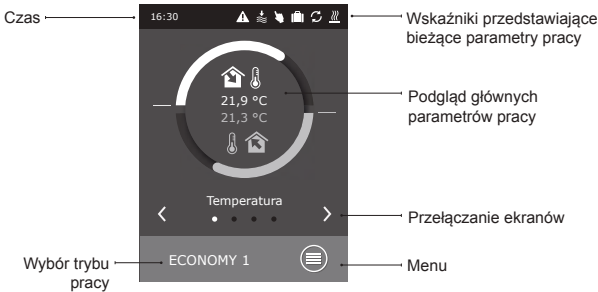 Czas
16:30
Wskaźniki przedstawiające
bieżące parametry pracy
21,9 °C
21,3 °C
Podgląd głównych
parametrów pracy
Temperatura
Przełączanie ekranów
Wybór trybu
pracy
ECONOMY 1
Menu